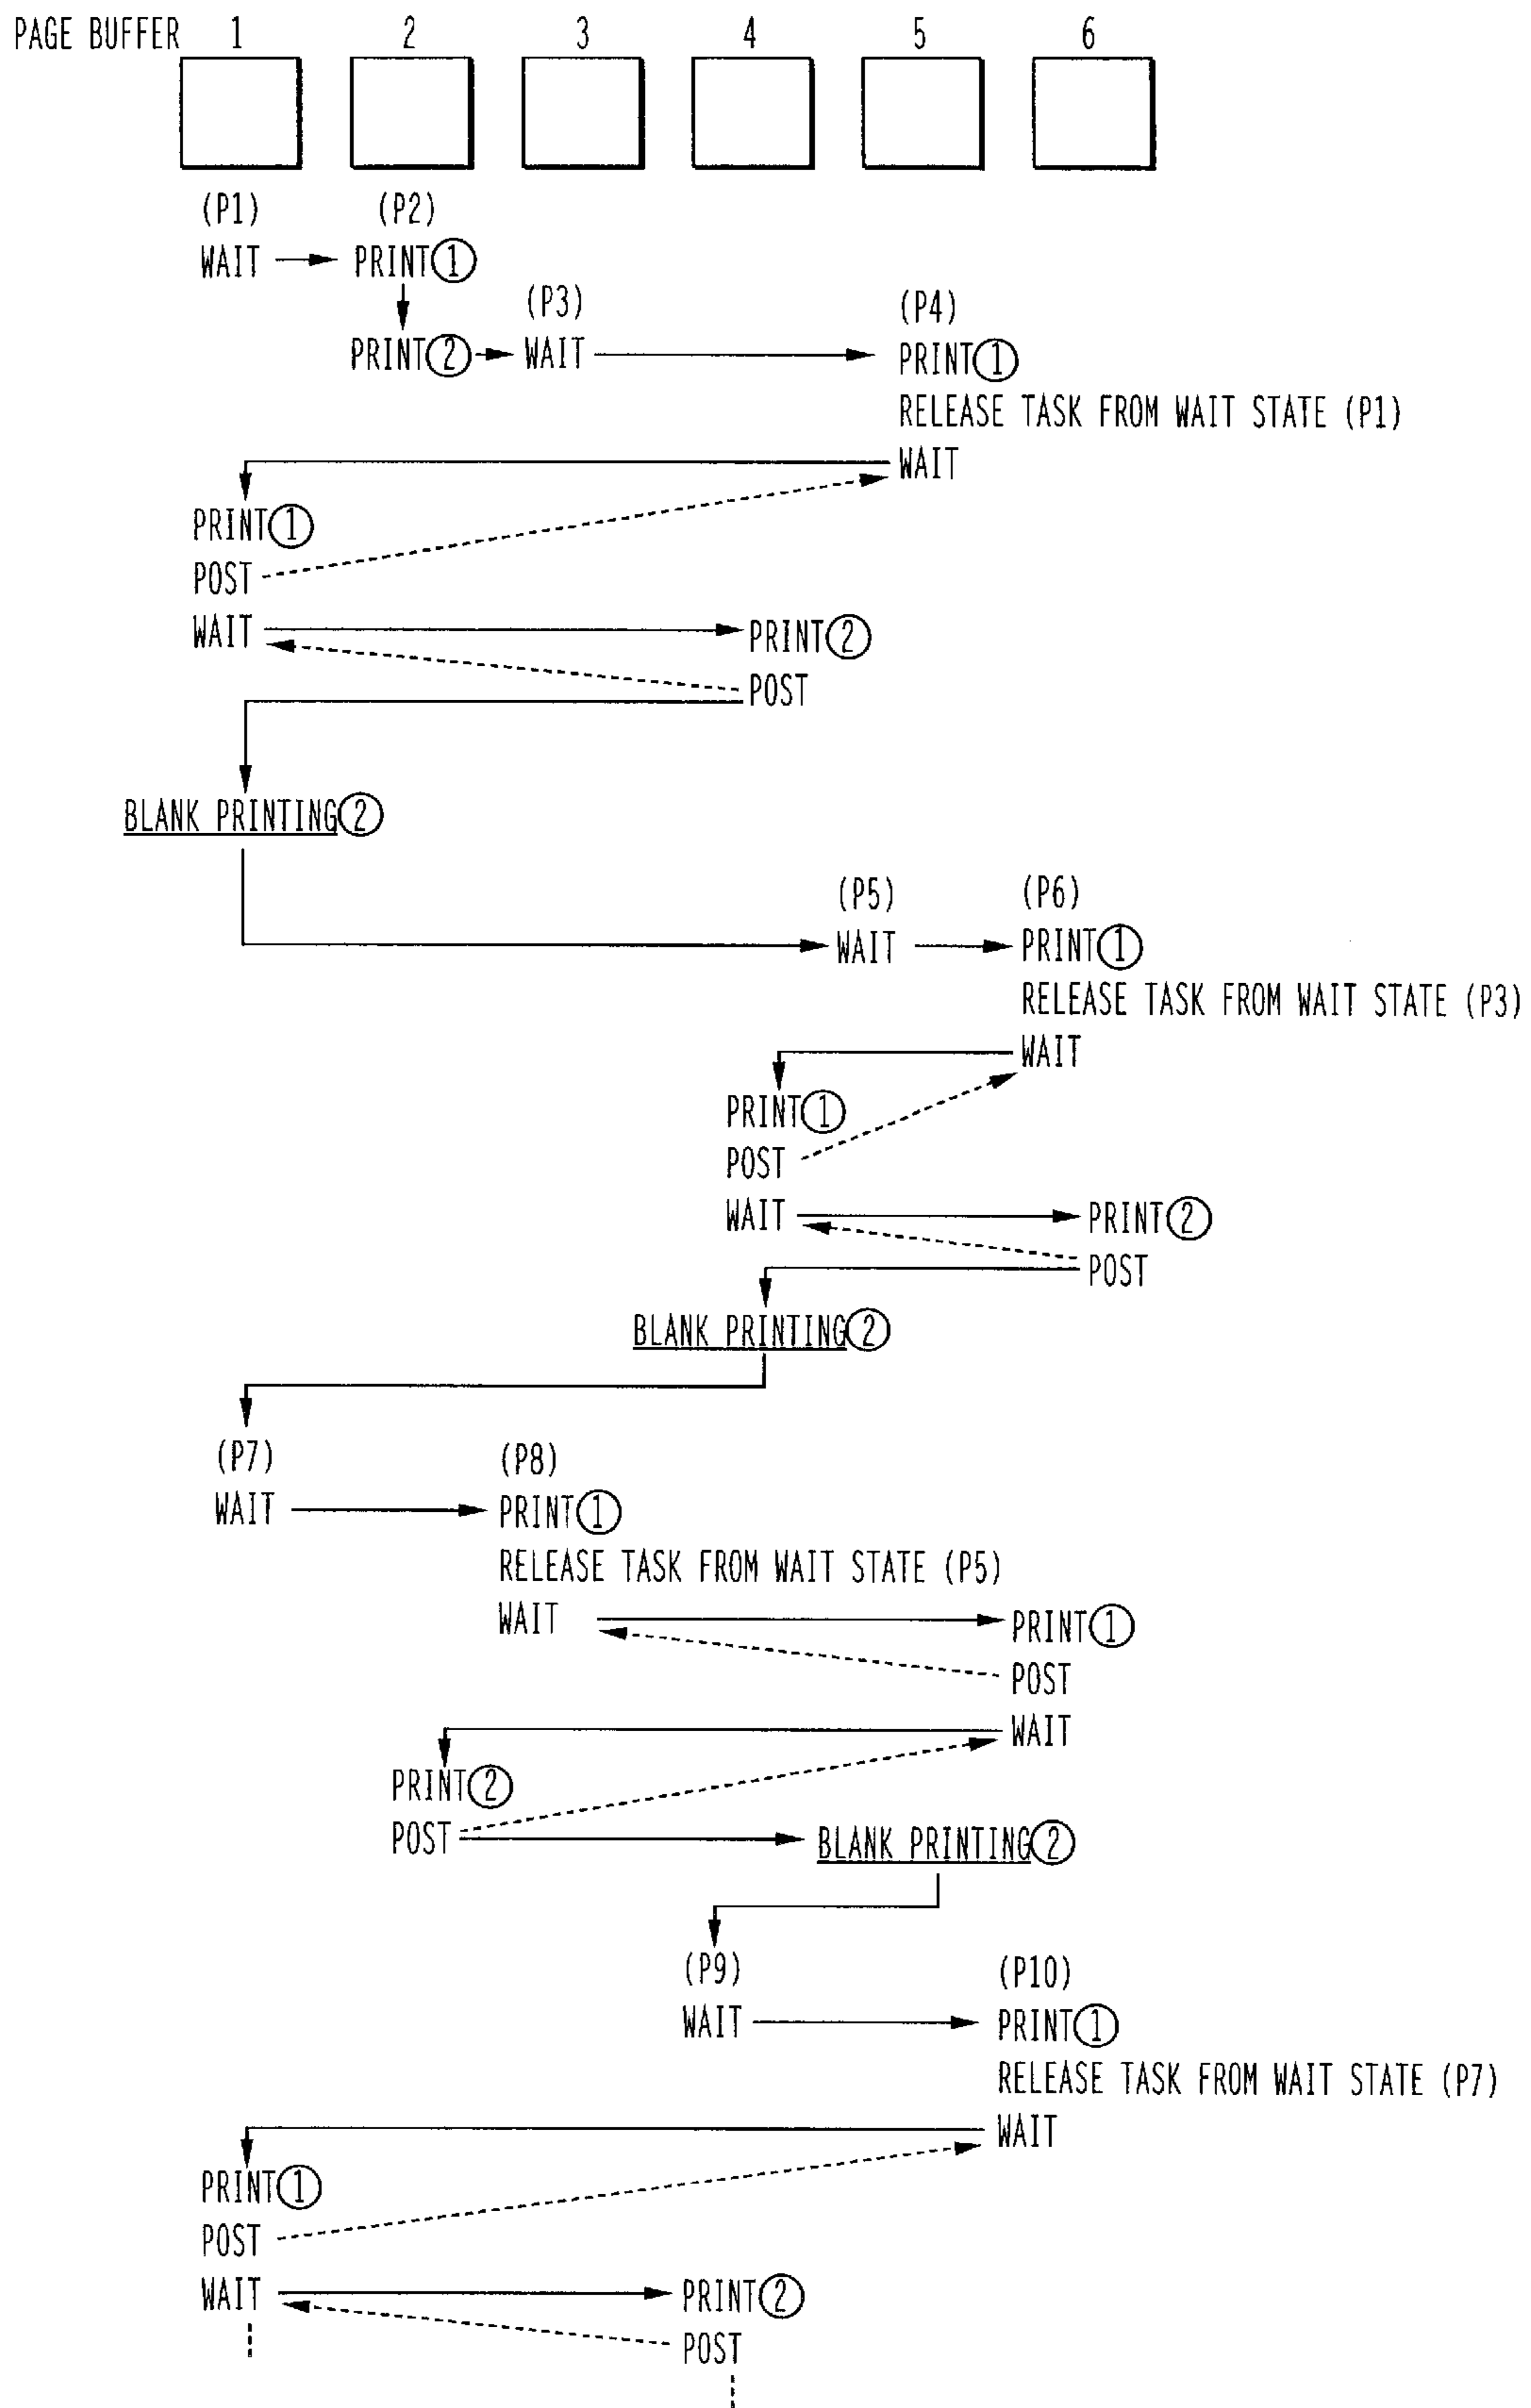 PAGE BUFFER 1 2 3 4 5 6
(P1) (P2)
WAIT PRINT①
(P3) (P4)
PRINT② WAIT PRINT①
RELEASE TASK FROM WAIT STATE (P1)
WAIT
PRINT①
POST
WAIT PRINT②
POST
BLANK PRINTING②
(P5) (P6)
WAIT PRINT①
RELEASE TASK FROM WAIT STATE (P3)
WAIT
PRINT①
POST
WAIT PRINT②
POST
BLANK PRINTING②
(P7) (P8)
WAIT PRINT①
RELEASE TASK FROM WAIT STATE (P5)
WAIT PRINT①
POST
WAIT
PRINT②
POST BLANK PRINTING②
(P9) (P10)
WAIT PRINT①
RELEASE TASK FROM WAIT STATE (P7)
WAIT
PRINT①
POST
WAIT PRINT②
POST